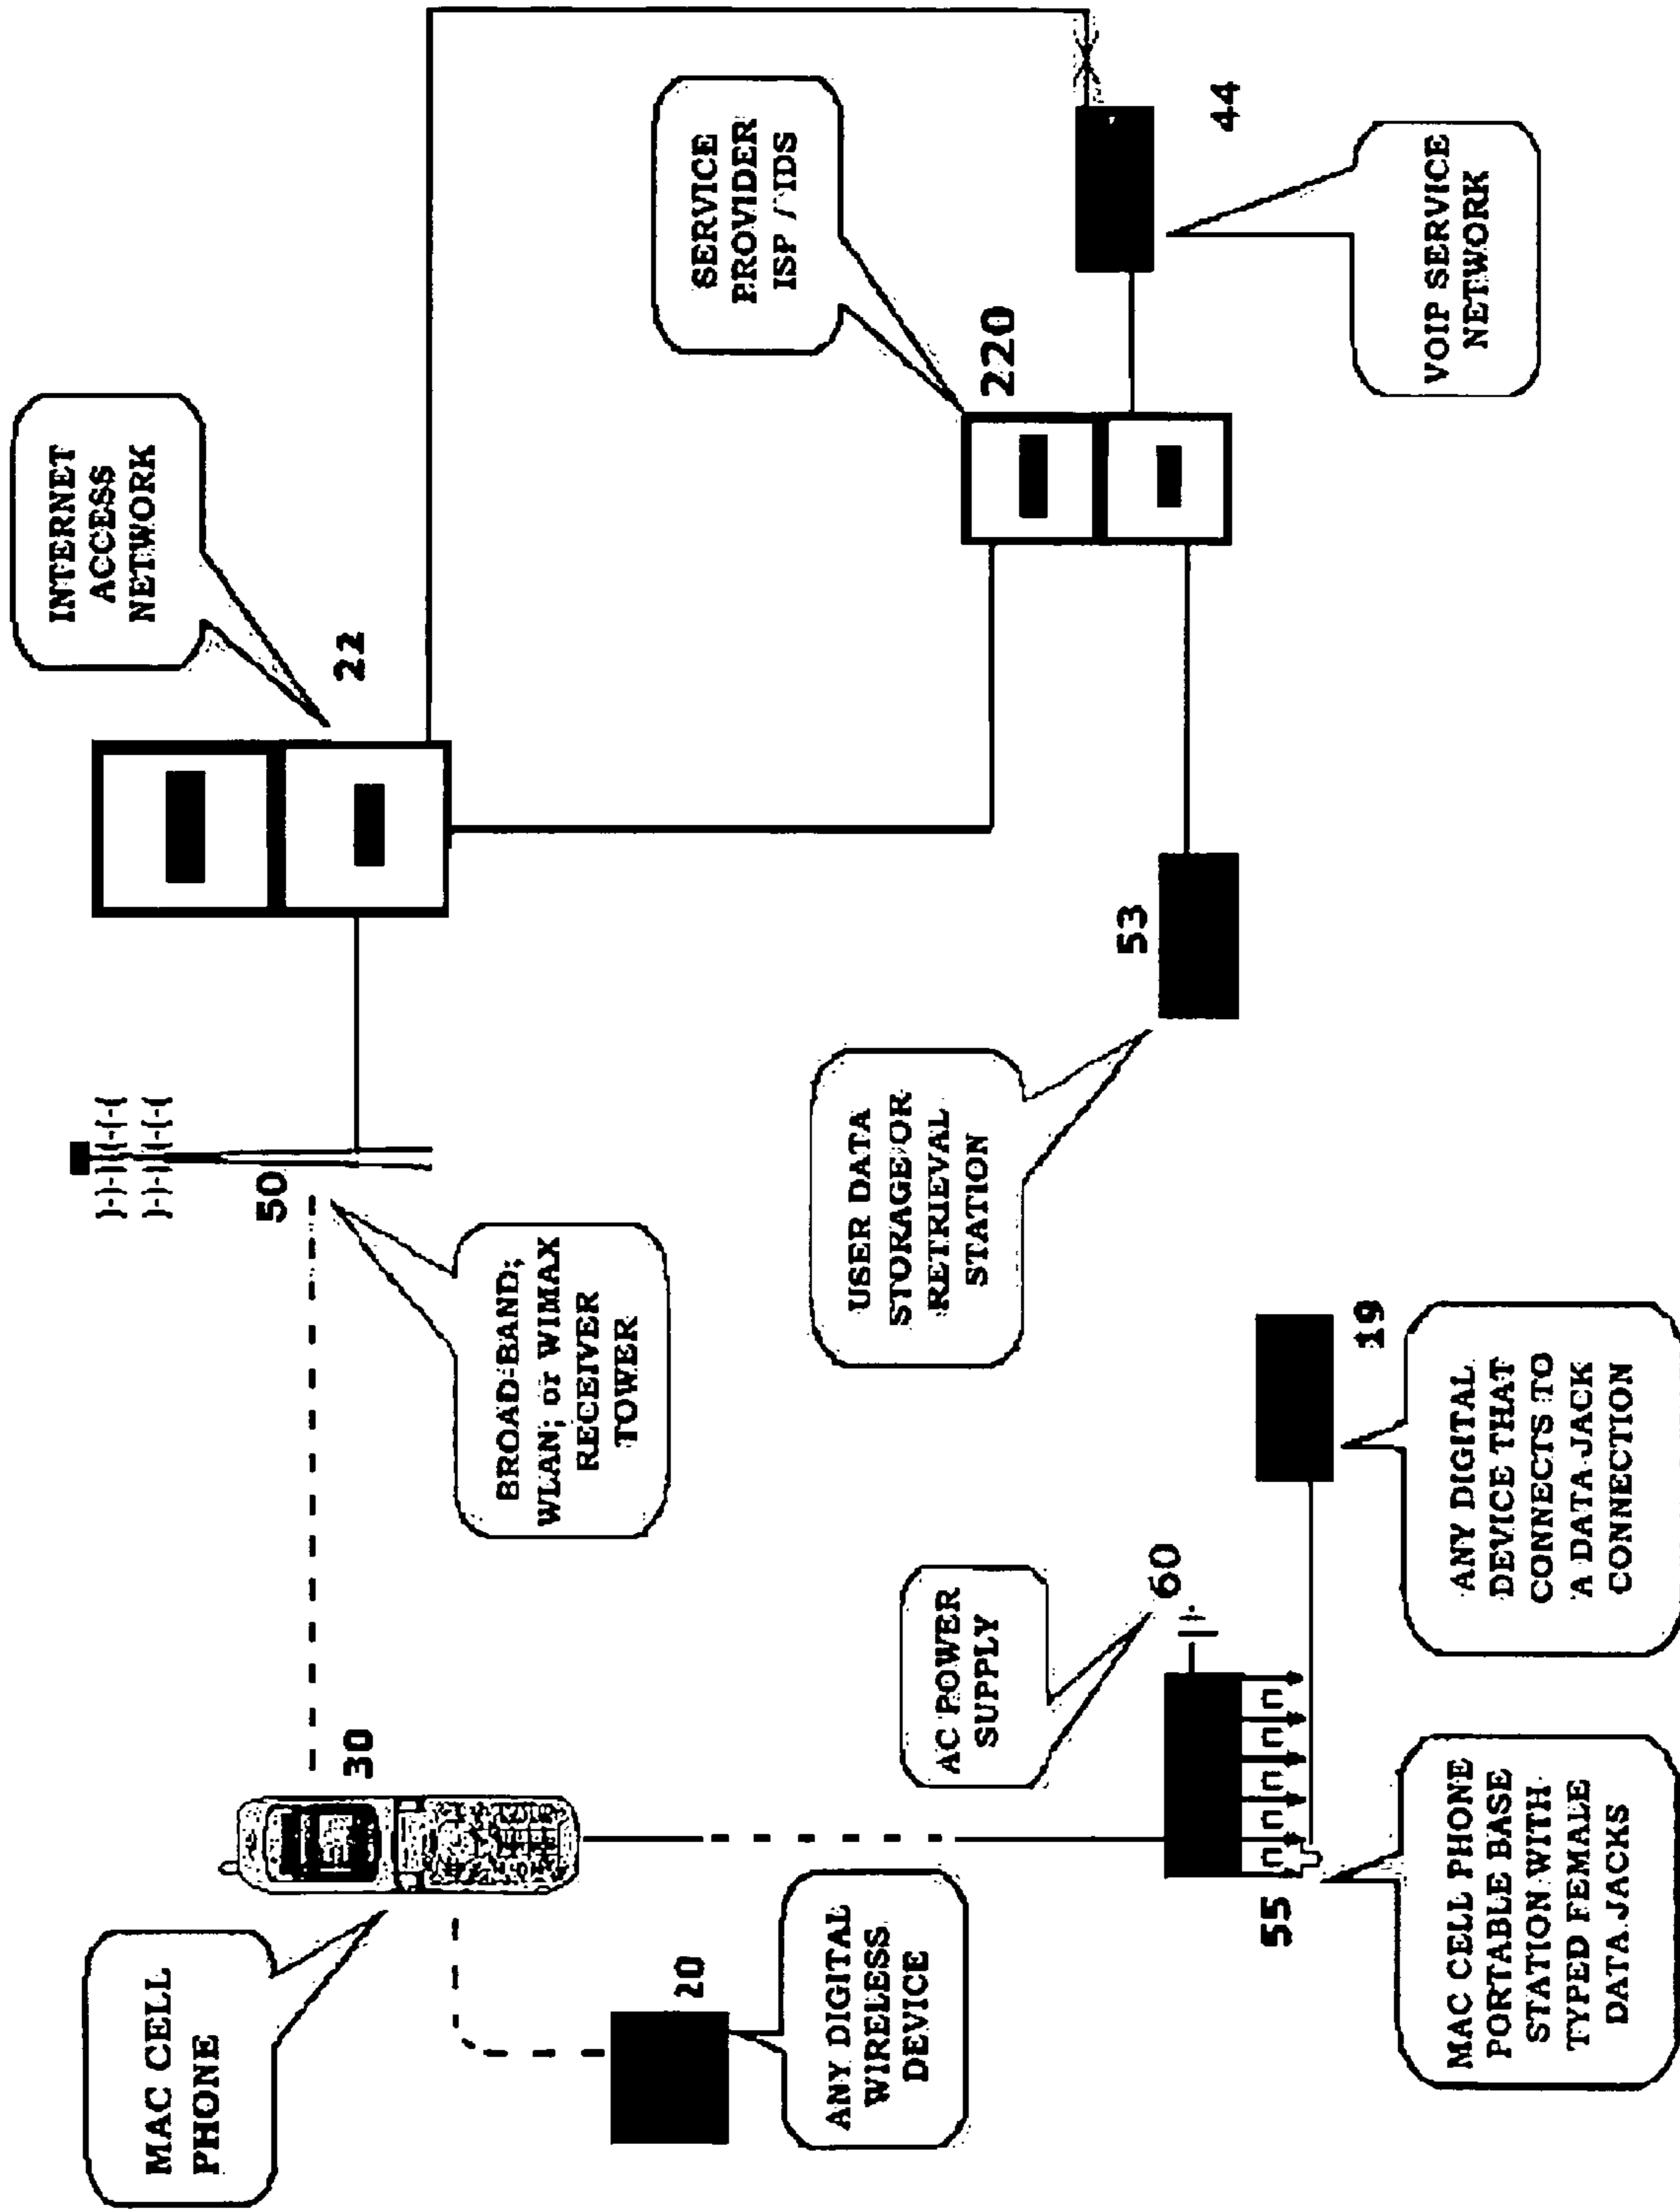 MAC CELL
PHONE
30
ANY DIGITAL
WIRELESS
DEVICE
20
BROAD-BAND;
WLAN; or WIMAX
RECEIVER
TOWER
50
INTERNET
ACCESS
NETWORK
22
SERVICE
PROVIDER
ISP / IDS
220
VOIP SERVICE
NETWORK
44
USER DATA
STORAGE OR
RETRIEVAL
STATION
53
AC POWER
SUPPLY
60
MAC CELL PHONE
PORTABLE BASE
STATION WITH
TYPED FEMALE
DATA JACKS
55
ANY DIGITAL
DEVICE THAT
CONNECTS TO
A DATA JACK
CONNECTION
19